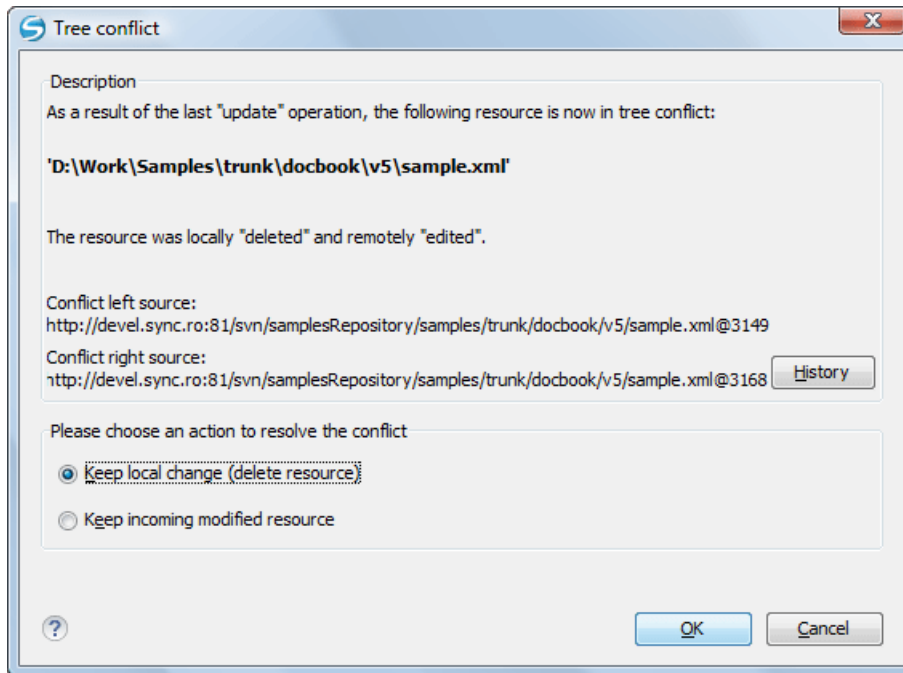 Tree conflict
Description
As a result of the last "update" operation, the following resource is now in tree conflict:
'D:\Work\Samples\trunk\docbook\v5\sample.xml'
The resource was locally "deleted" and remotely "edited".
Conflict left source:
http://devel.sync.ro:81/svn/samplesRepository/samples/trunk/docbook/v5/sample.xml@3149
Conflict right source:
http://devel.sync.ro:81/svn/samplesRepository/samples/trunk/docbook/v5/sample.xml@3168 History
Please choose an action to resolve the conflict
Keep local change (delete resource)
Keep incoming modified resource
? OK Cancel